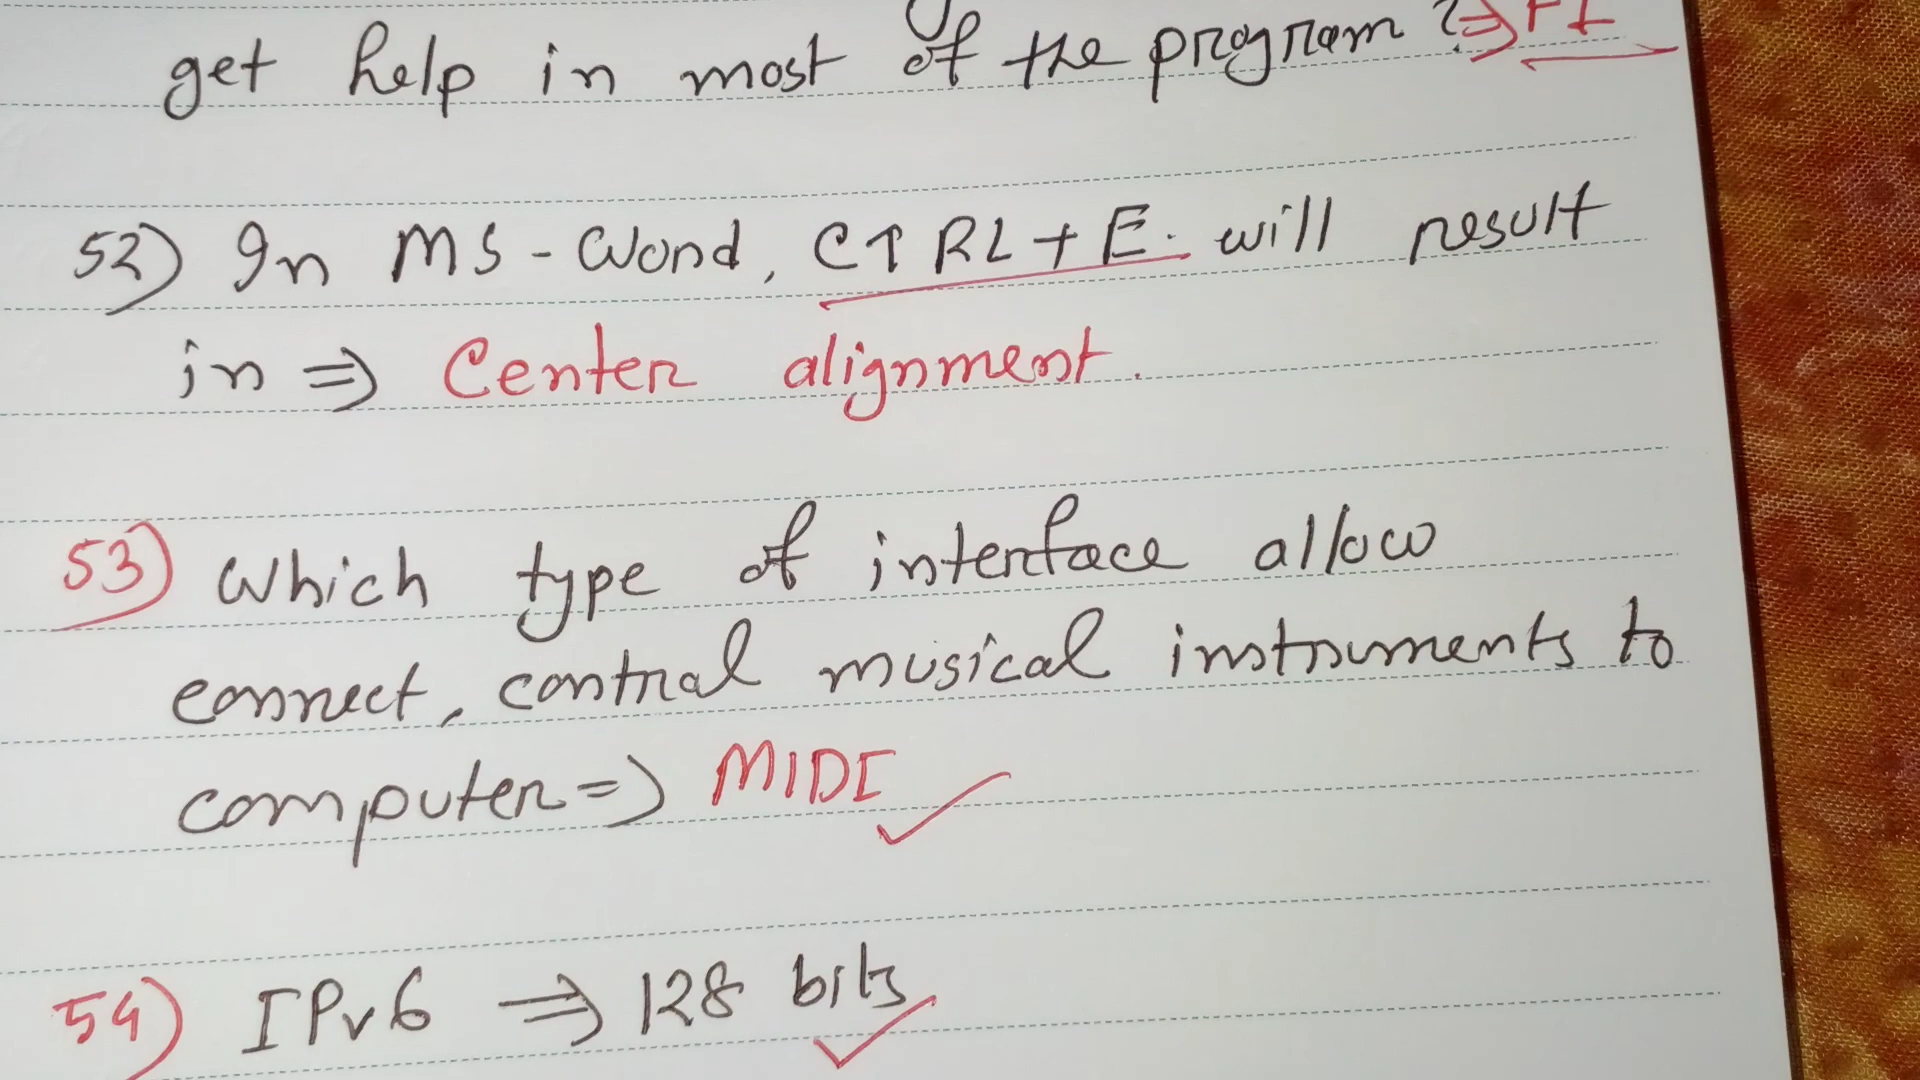 get help in most of the program ? ⇒ F1
52) In MS-Word, CTRL+E. will result
in ⇒ Center alignment.
53) Which type of interface allow
connect, control musical instruments to
computer ⇒ MIDI ✓
54) IPv6 ⇒ 128 bits ✓